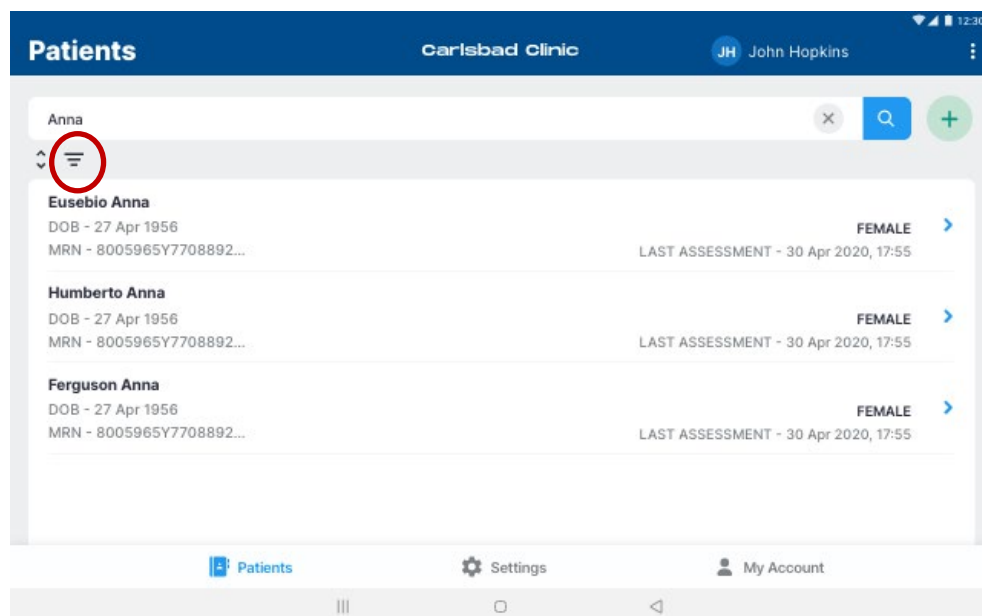 12:30
Patients Carlsbad Clinic JH John Hopkins
Anna
Eusebio Anna
DOB - 27 Apr 1956
FEMALE
MRN - 8005965Y7708892...
LAST ASSESSMENT - 30 Apr 2020, 17:55
Humberto Anna
DOB - 27 Apr 1956
FEMALE
MRN - 8005965Y7708892...
LAST ASSESSMENT - 30 Apr 2020, 17:55
Ferguson Anna
DOB - 27 Apr 1956
FEMALE
MRN - 8005965Y7708892...
LAST ASSESSMENT - 30 Apr 2020, 17:55
Patients Settings My Account